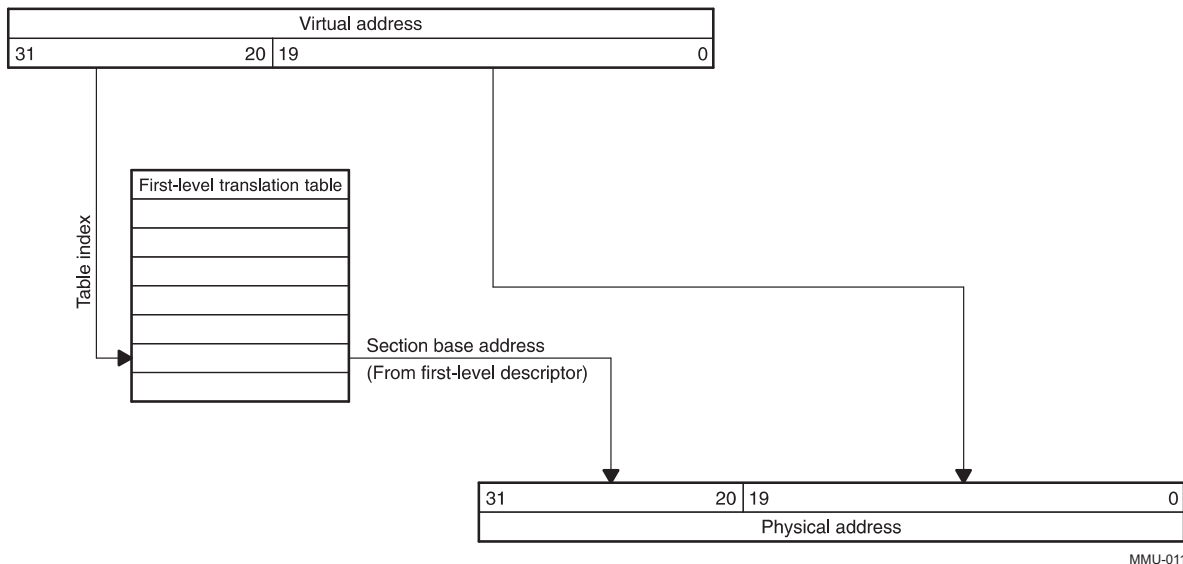 Virtual address
31 20 19 0
First-level translation table
Table index
Section base address
(From first-level descriptor)
31 20 19 0
Physical address
MMU-011